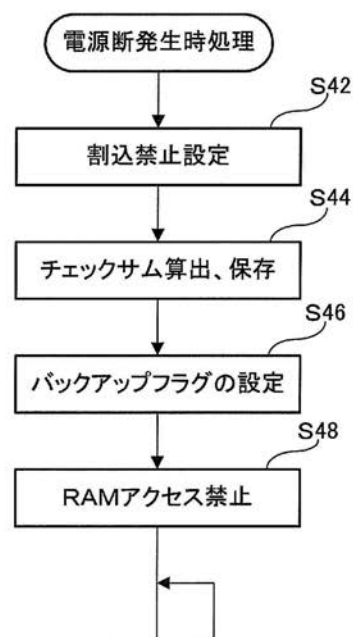 電源断発生時処理
S42
割込禁止設定
S44
チェックサム算出、保存
S46
バックアップフラグの設定
S48
RAMアクセス禁止